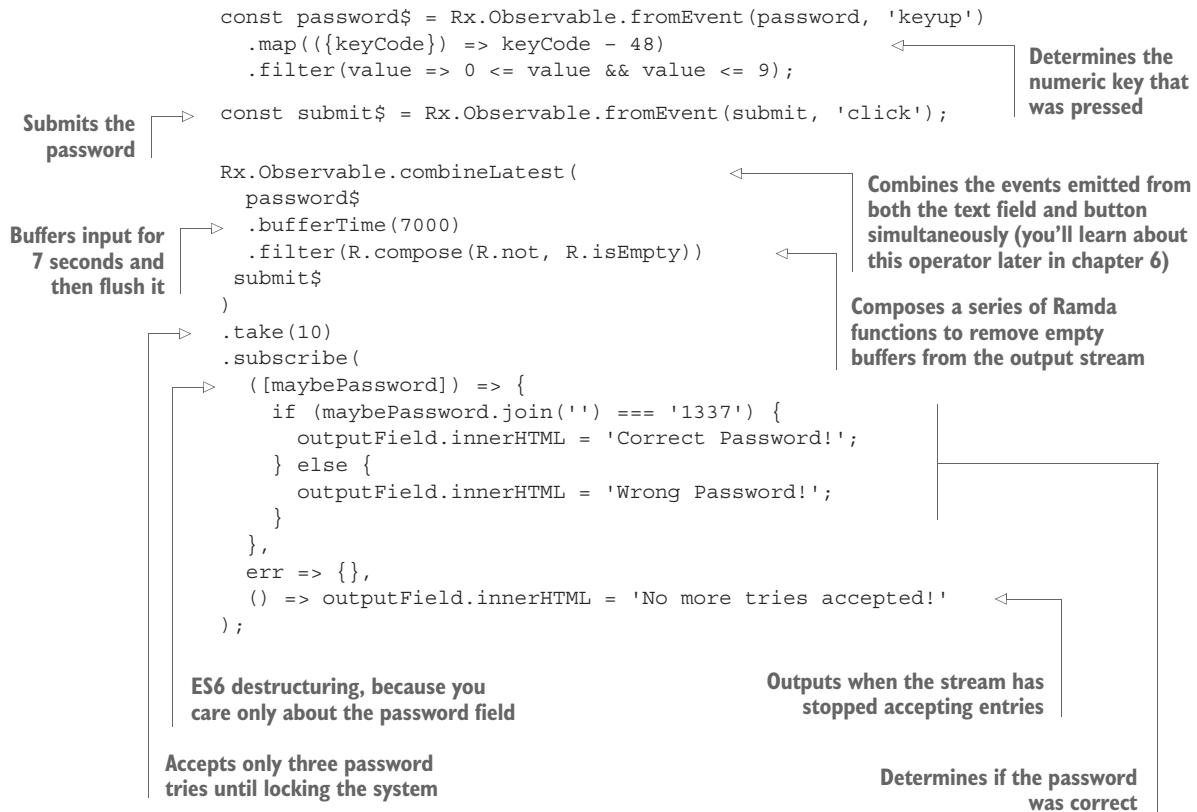 const password$ = Rx.Observable.fromEvent(password, 'keyup')
.map(({keyCode}) => keyCode – 48)
.filter(value => 0 <= value && value <= 9);
Determines the
numeric key that
was pressed
Submits the
password
const submit$ = Rx.Observable.fromEvent(submit, 'click');
Rx.Observable.combineLatest(
password$
.bufferTime(7000)
.filter(R.compose(R.not, R.isEmpty))
submit$
)
Combines the events emitted from
both the text field and button
simultaneously (you'll learn about
this operator later in chapter 6)
Buffers input for
7 seconds and
then flush it
Composes a series of Ramda
functions to remove empty
buffers from the output stream
.take(10)
.subscribe(
([maybePassword]) => {
if (maybePassword.join('') === '1337') {
outputField.innerHTML = 'Correct Password!';
} else {
outputField.innerHTML = 'Wrong Password!';
}
},
err => {},
() => outputField.innerHTML = 'No more tries accepted!'
);
ES6 destructuring, because you
care only about the password field
Outputs when the stream has
stopped accepting entries
Accepts only three password
tries until locking the system
Determines if the password
was correct